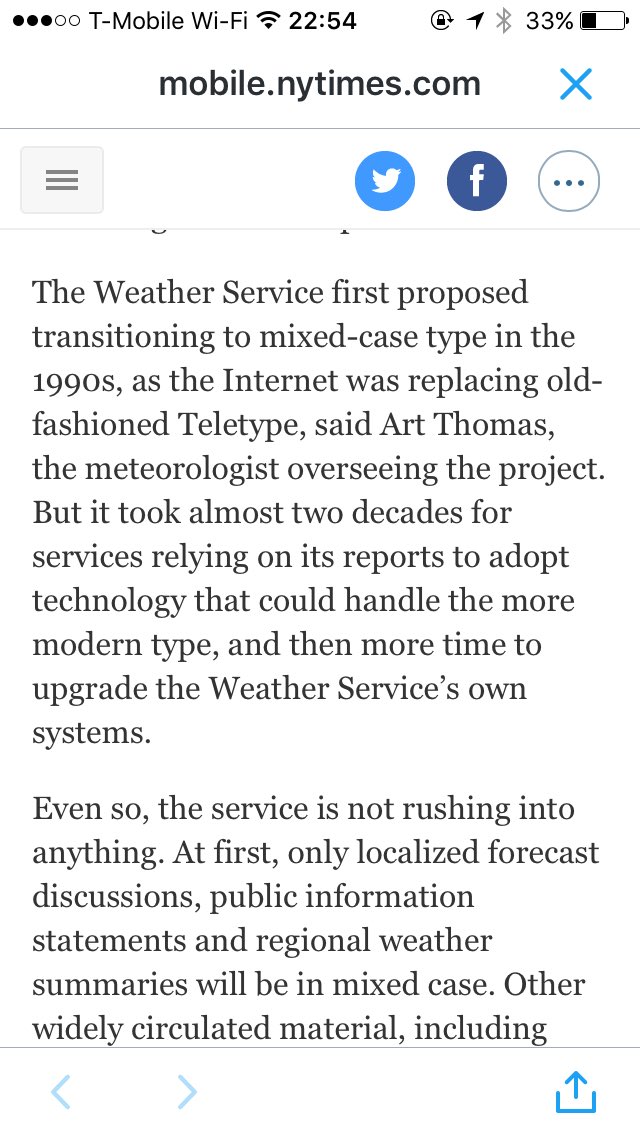 T-Mobile Wi-Fi 22:54 33%
mobile.nytimes.com
The Weather Service first proposed
transitioning to mixed-case type in the
1990s, as the Internet was replacing old-
fashioned Teletype, said Art Thomas,
the meteorologist overseeing the project.
But it took almost two decades for
services relying on its reports to adopt
technology that could handle the more
modern type, and then more time to
upgrade the Weather Service’s own
systems.
Even so, the service is not rushing into
anything. At first, only localized forecast
discussions, public information
statements and regional weather
summaries will be in mixed case. Other
widely circulated material, including